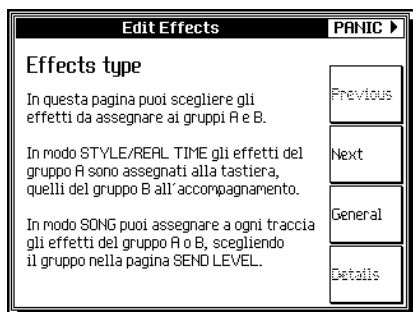 Edit Effects
PANIC ▶
Effects type
In questa pagina puoi scegliere gli
effetti da assegnare ai gruppi A e B.
In modo STYLE/REAL TIME gli effetti del
gruppo A sono assegnati alla tastiera,
quelli del gruppo B all´accompagnamento.
In modo SONG puoi assegnare a ogni traccia
gli effetti del gruppo A o B, scegliendo
il gruppo nella pagina SEND LEVEL.
Previous
Next
General
Details